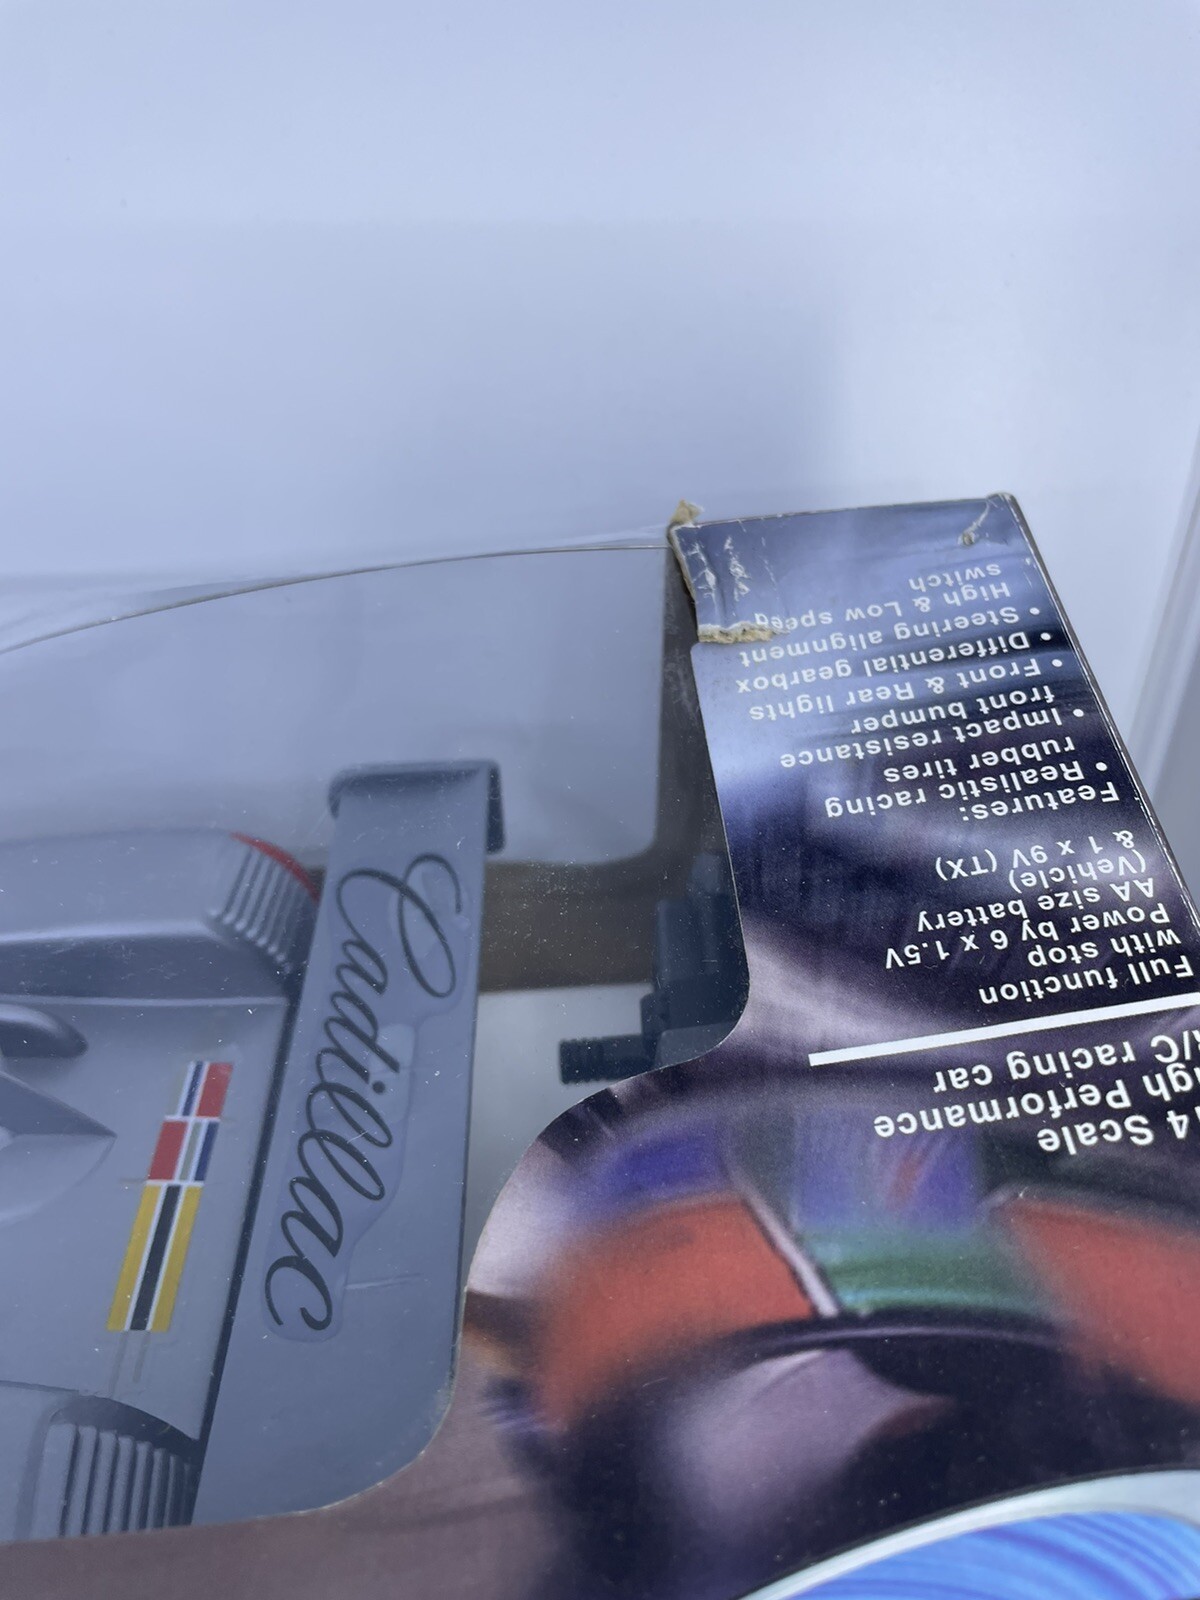 4 Scale
gh Performance
/C racing car
Full function
with stop
Power by 6 x 1.5V
AA size battery
(Vehicle)
& 1 x 9V (TX)
Features:
• Realistic racing
rubber tires
• Impact resistance
front bumper
• Front & Rear lights
• Differential gearbox
• Steering alignment
High & Low speed
switch
Cadillac